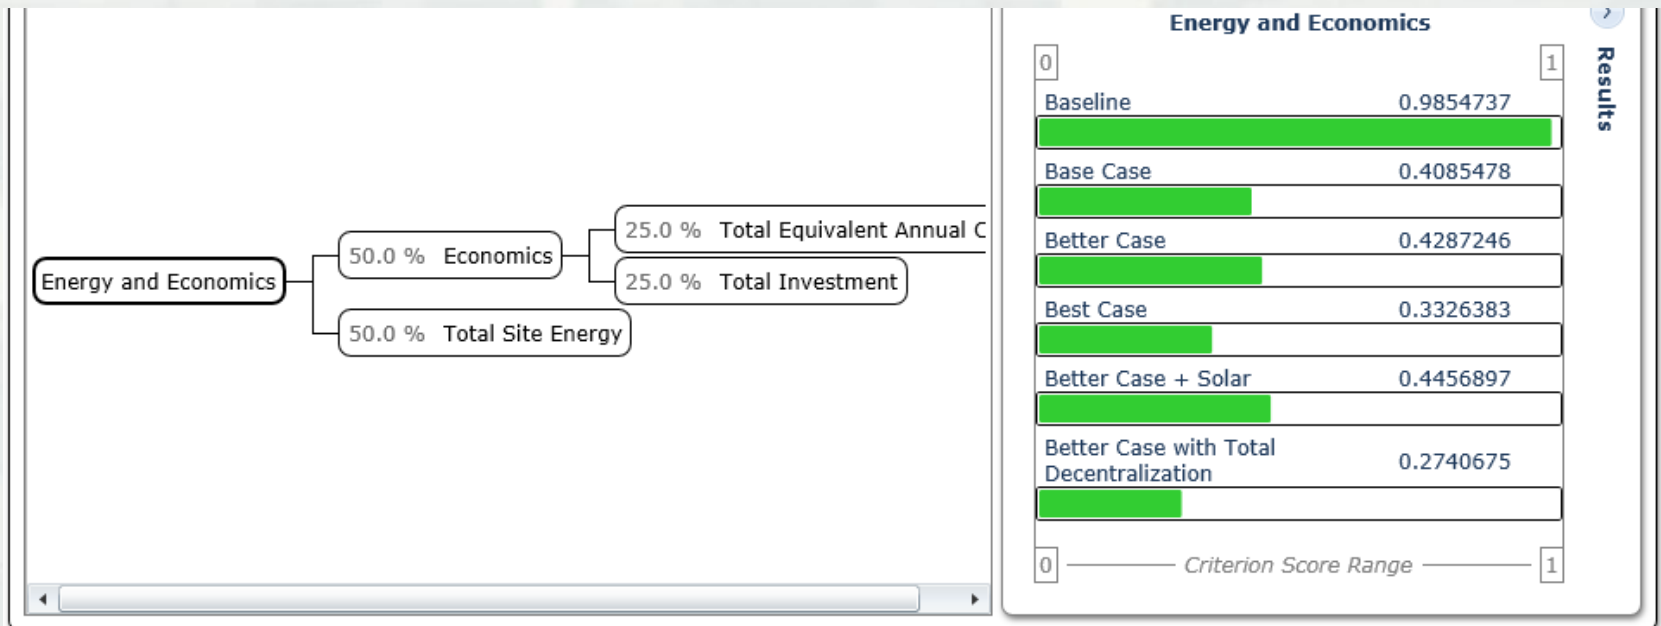 Energy and Economics
50.0 % Economics
25.0 % Total Equivalent Annual C
25.0 % Total Investment
50.0 % Total Site Energy
Energy and Economics
0 1
Baseline 0.9854737
Base Case 0.4085478
Better Case 0.4287246
Best Case 0.3326383
Better Case + Solar 0.4456897
Better Case with Total
Decentralization 0.2740675
0 Criterion Score Range 1
Results